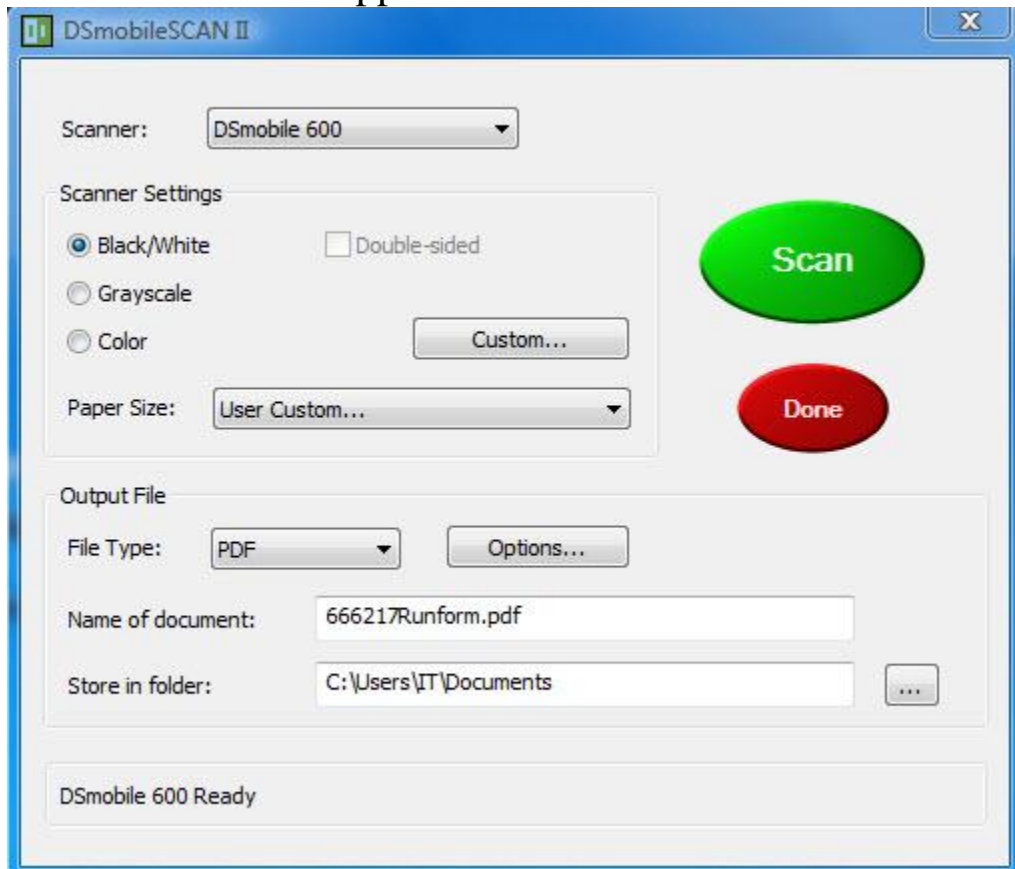 DSmobileSCAN II
Scanner: DSmobile 600
Scanner Settings
Black/White Double-sided
Grayscale
Color Custom...
Paper Size: User Custom...
Scan
Done
Output File
File Type: PDF Options...
Name of document: 666217Runform.pdf
Store in folder: C:\Users\IT\Documents ...
DSmobile 600 Ready